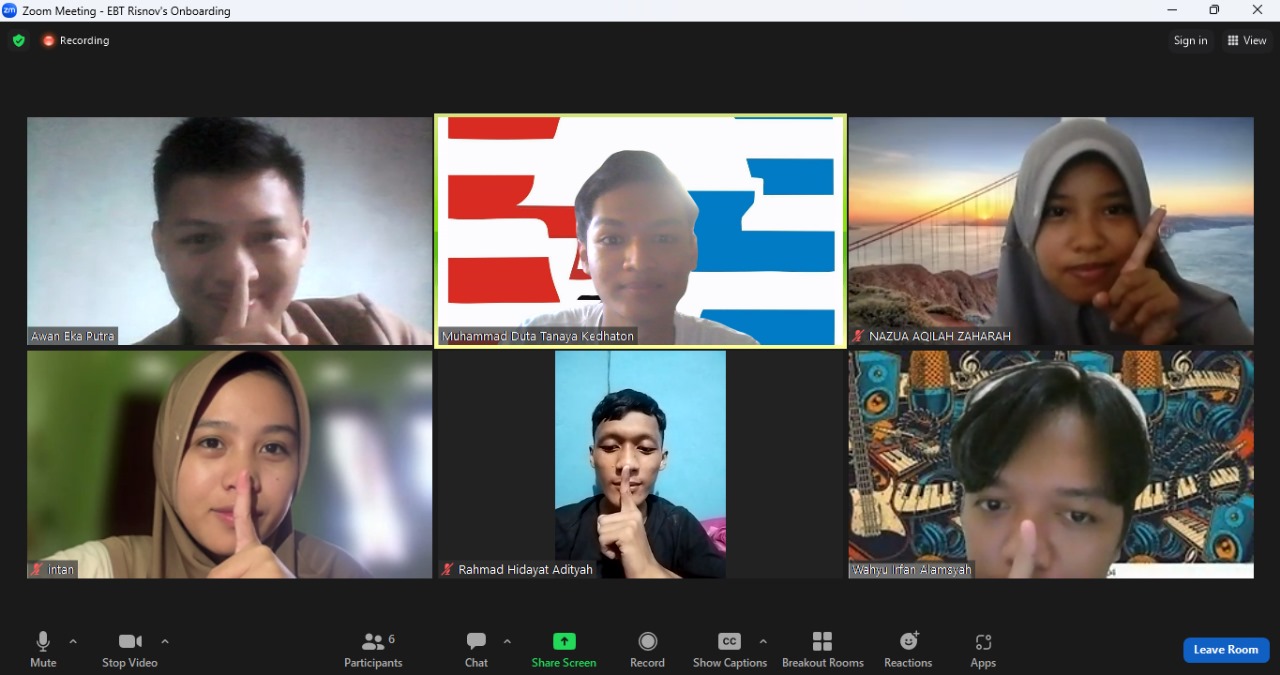 zm Zoom Meeting - EBT Risnov's Onboarding
Recording
Sign in View
Awan Eka Putra
Muhammad Duta Tanaya Kedhaton
NAZUA AQILAH ZAHARAH
intan
Rahmad Hidayat Adityah
Wahyu Irfan Alamsyah
Mute
Stop Video
6
Participants
Chat
Share Screen
Record
CC
Show Captions
Breakout Rooms
Reactions
Apps
Leave Room